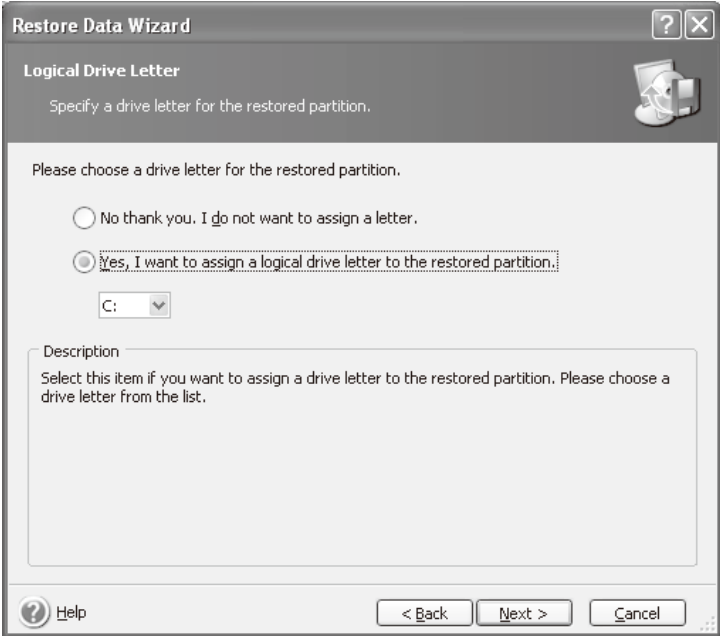 Restore Data Wizard
Logical Drive Letter
Specify a drive letter for the restored partition.
Please choose a drive letter for the restored partition.
No thank you. I do not want to assign a letter.
Yes, I want to assign a logical drive letter to the restored partition.
C:
Description
Select this item if you want to assign a drive letter to the restored partition. Please choose a
drive letter from the list.
Help
< Back
Next >
Cancel